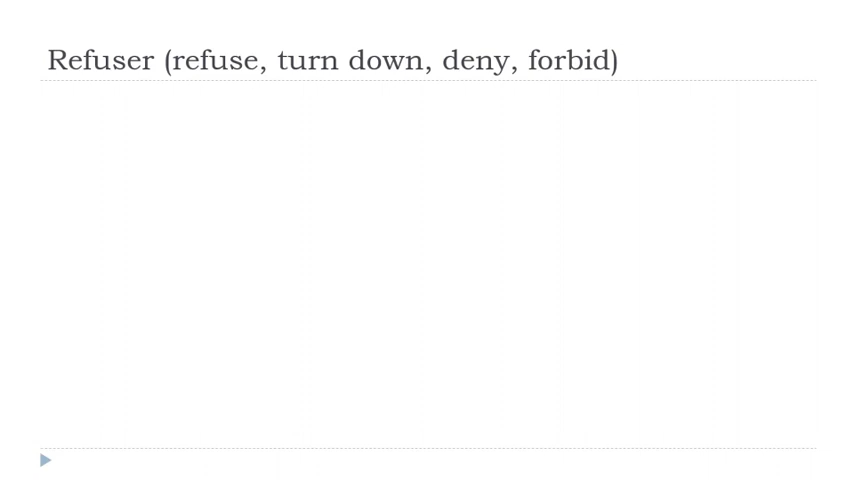 Refuser (refuse, turn down, deny, forbid)